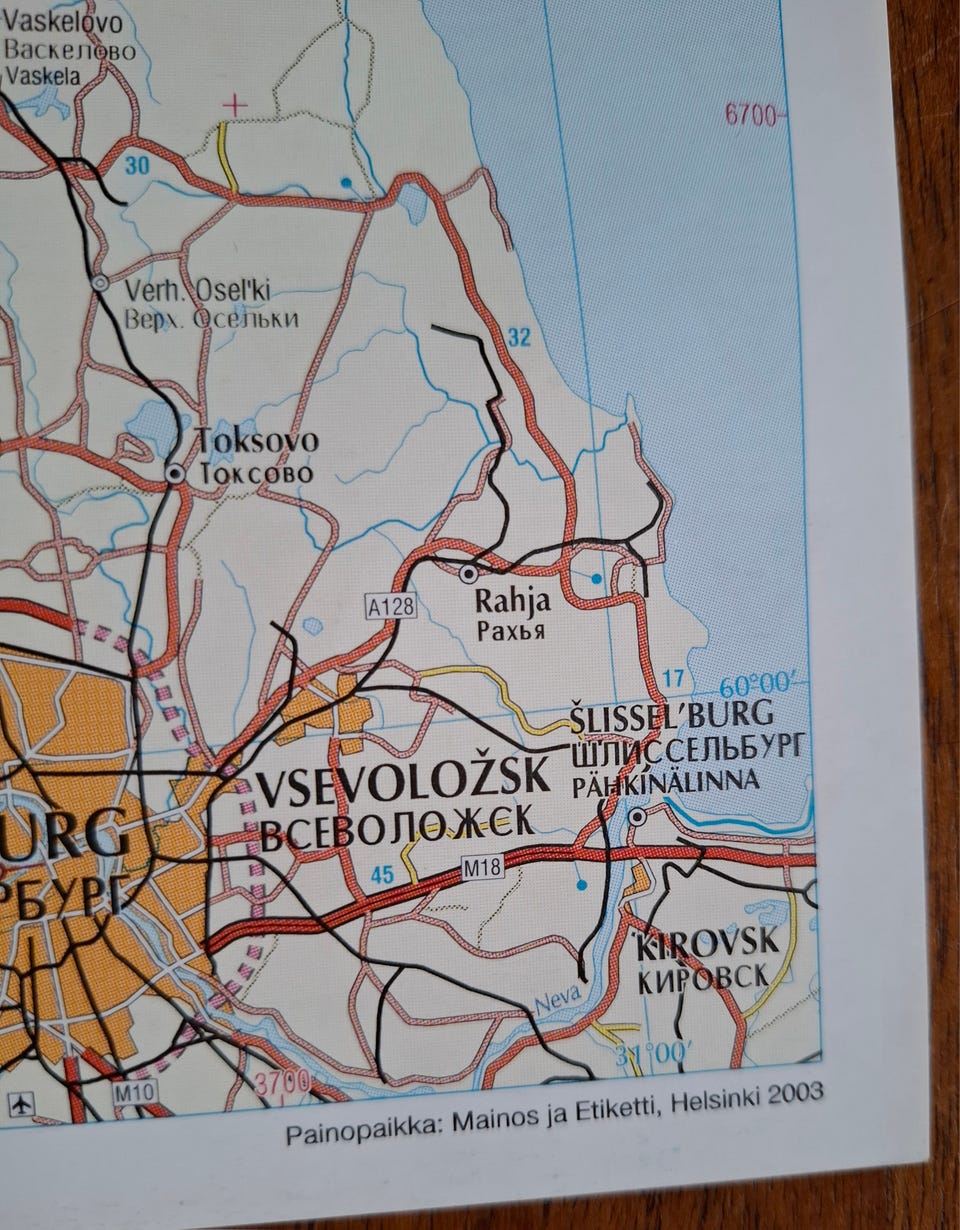 Vaskelovo
Васкелово
Vaskela
6700
30
Verh. Osel'ki
Верх. Осельки
32
Toksovo
Токсово
A128
Rahja
Рахья
17
60°00′
ŠLISSEL'BURG
ШЛИССЕЛЬБУРГ
PÄHKINÄLINNA
VSEVOLOŽSK
ВСЕВОЛОЖСК
URG
РБУРГ
45
M18
KIROVSK
КИРОВСК
Neva
31°00′
3700
M10
Painopaikka: Mainos ja Etiketti, Helsinki 2003